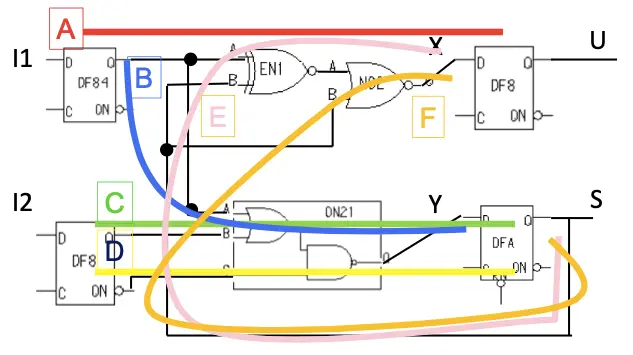 A
I1 D Q B A EN1 X D Q U
DF84 B A NO2 DF8
C QN E B F C QN
I2 C A ON21 Y D Q S
D Q D B DFA
DF8 C QN
C QN RN